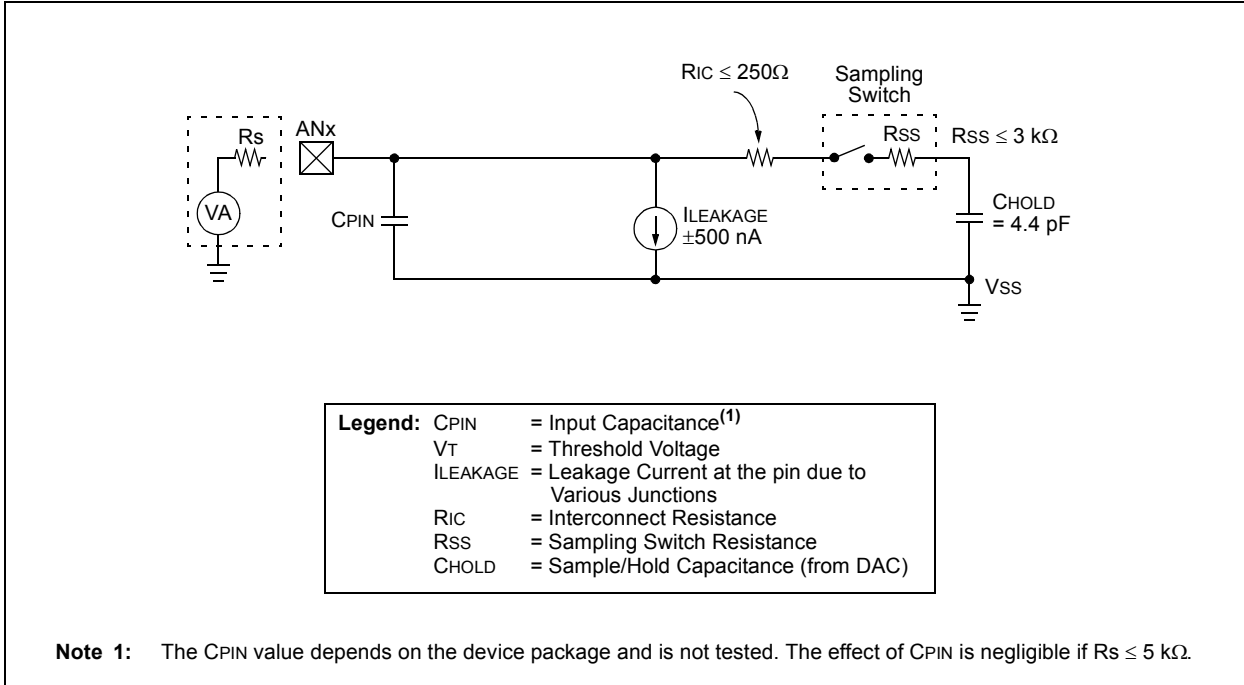 RIC ≤ 250Ω
Sampling
Switch
Rs
ANx
RSS
RSS ≤ 3 kΩ
VA
CPIN
ILEAKAGE
±500 nA
CHOLD
= 4.4 pF
VSS
Legend: CPIN = Input Capacitance(1)
VT = Threshold Voltage
ILEAKAGE = Leakage Current at the pin due to
Various Junctions
RIC = Interconnect Resistance
RSS = Sampling Switch Resistance
CHOLD = Sample/Hold Capacitance (from DAC)
Note 1: The CPIN value depends on the device package and is not tested. The effect of CPIN is negligible if Rs ≤ 5 kΩ.